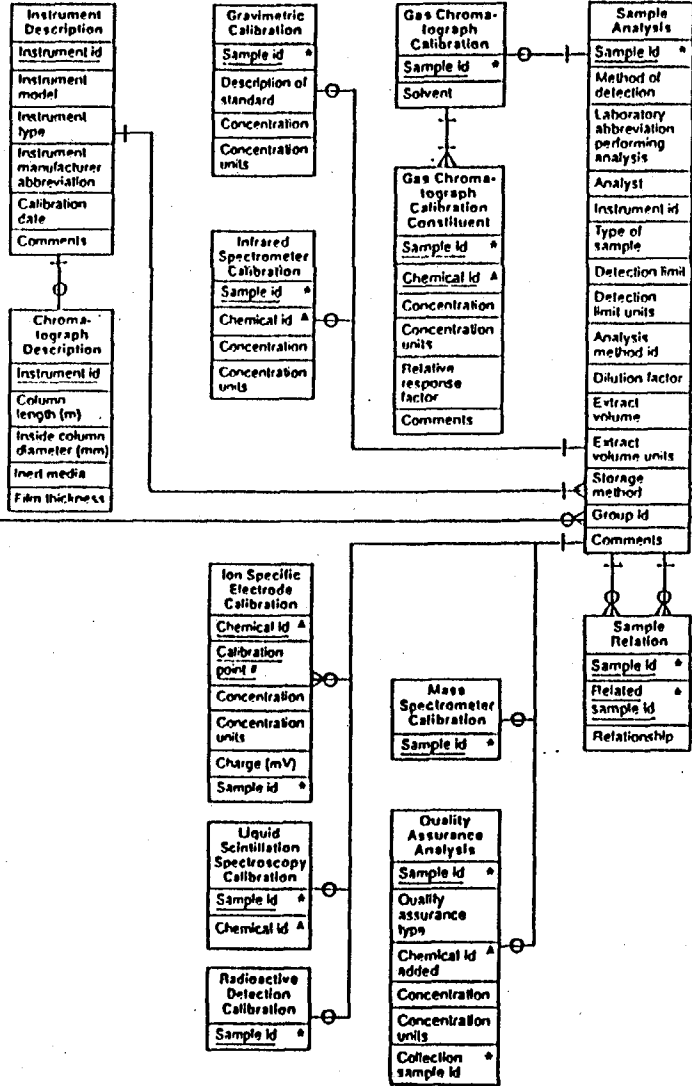 Instrument
Description
Instrument id
Instrument
model
Instrument
type
Instrument
manufacturer
abbreviation
Calibration
date
Comments
Chroma-
tograph
Description
Instrument id
Column
length (m)
Inside column
diameter (mm)
Inert media
Film thickness
Gravimetric
Calibration
Sample id *
Description of
standard
Concentration
Concentration
units
Infrared
Spectrometer
Calibration
Sample id *
Chemical id ▲
Concentration
Concentration
units
Gas Chroma-
tograph
Calibration
Sample id *
Solvent
Gas Chroma-
tograph
Calibration
Constituent
Sample id *
Chemical id ▲
Concentration
Concentration
units
Relative
response
factor
Comments
Sample
Analysis
Sample id *
Method of
detection
Laboratory
abbreviation
performing
analysis
Analyst
Instrument id
Type of
sample
Detection limit
Detection
limit units
Analysis
method id
Dilution factor
Extract
volume
Extract
volume units
Storage
method
Group id
Comments
Ion Specific
Electrode
Calibration
Chemical id ▲
Calibration
point #
Concentration
Concentration
units
Charge (mV)
Sample id *
Liquid
Scintillation
Spectroscopy
Calibration
Sample id *
Chemical id ▲
Radioactive
Detection
Calibration
Sample id *
Mass
Spectrometer
Calibration
Sample id *
Quality
Assurance
Analysis
Sample id *
Quality
assurance
type
Chemical id ▲
added
Concentration
Concentration
units
Collection *
sample id
Sample
Relation
Sample id *
Related *
sample id
Relationship